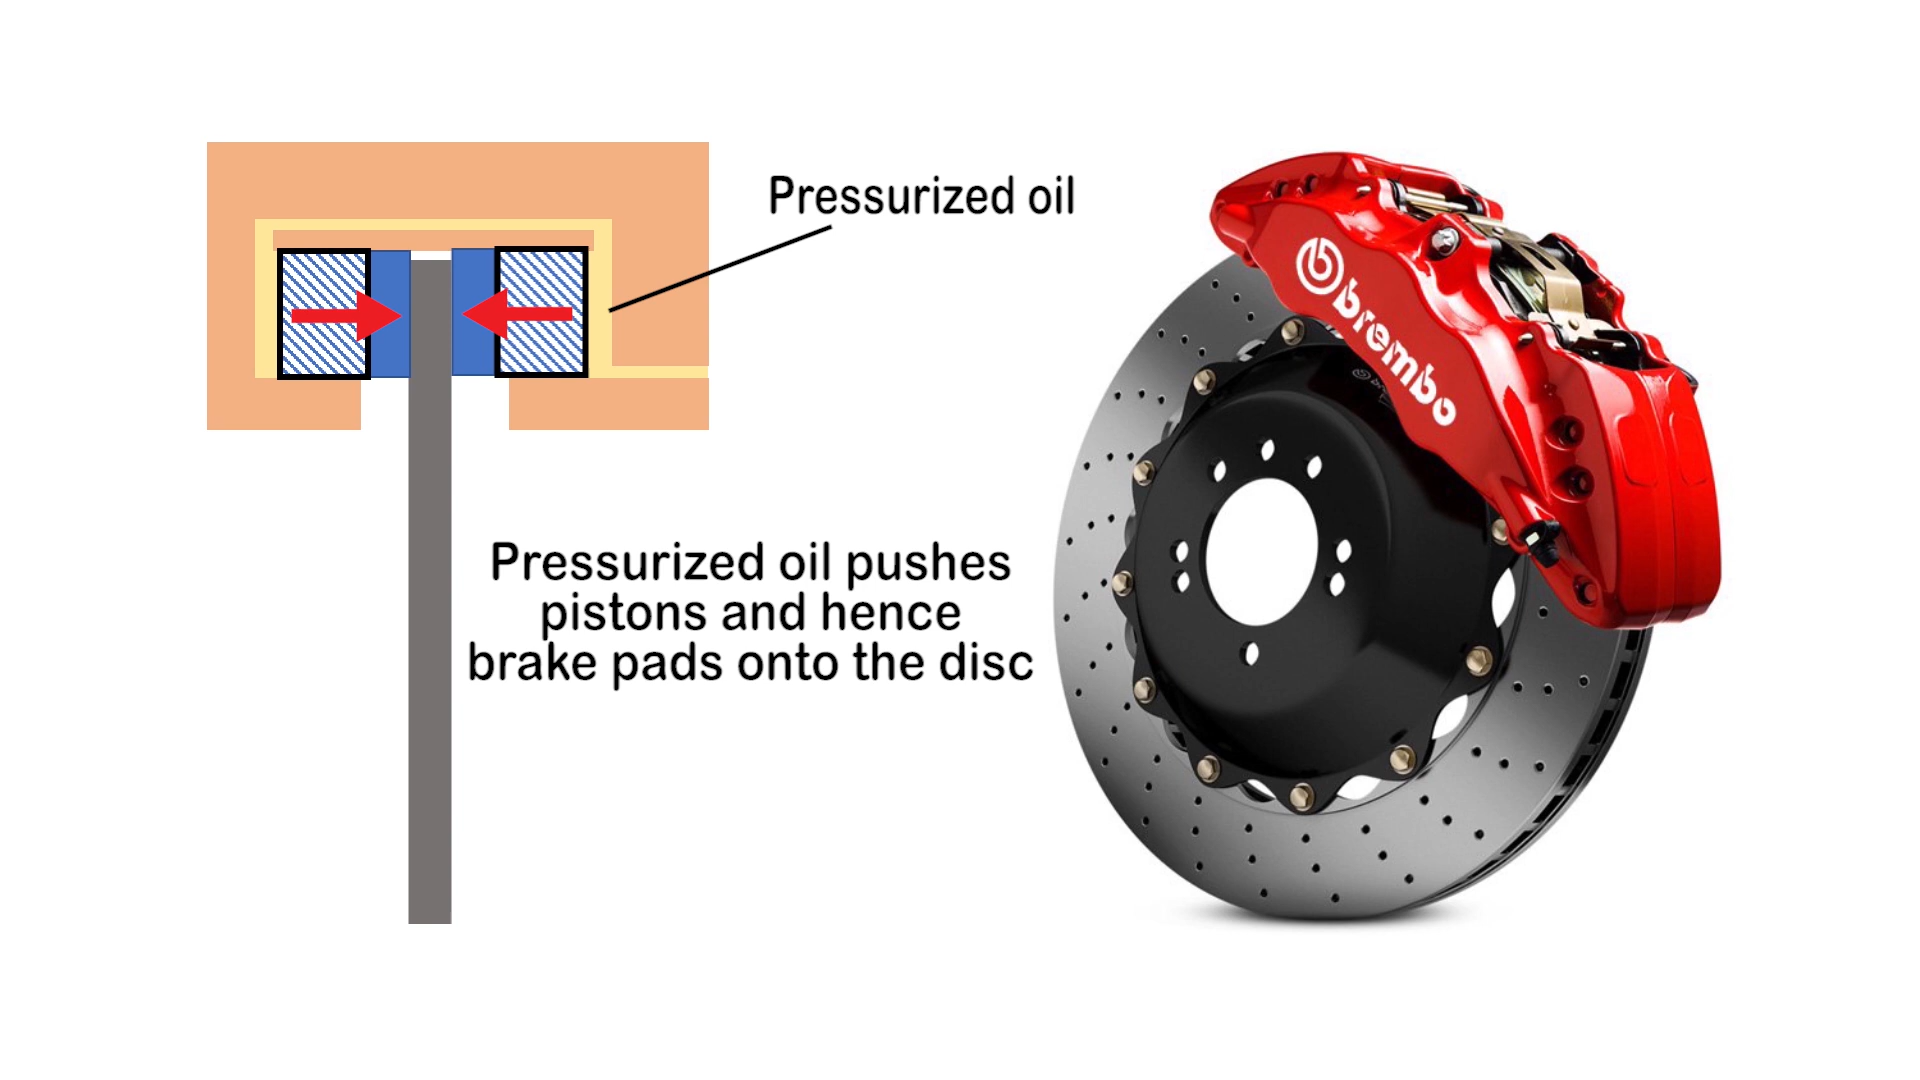 Pressurized oil
Pressurized oil pushes
pistons and hence
brake pads onto the disc
brembo